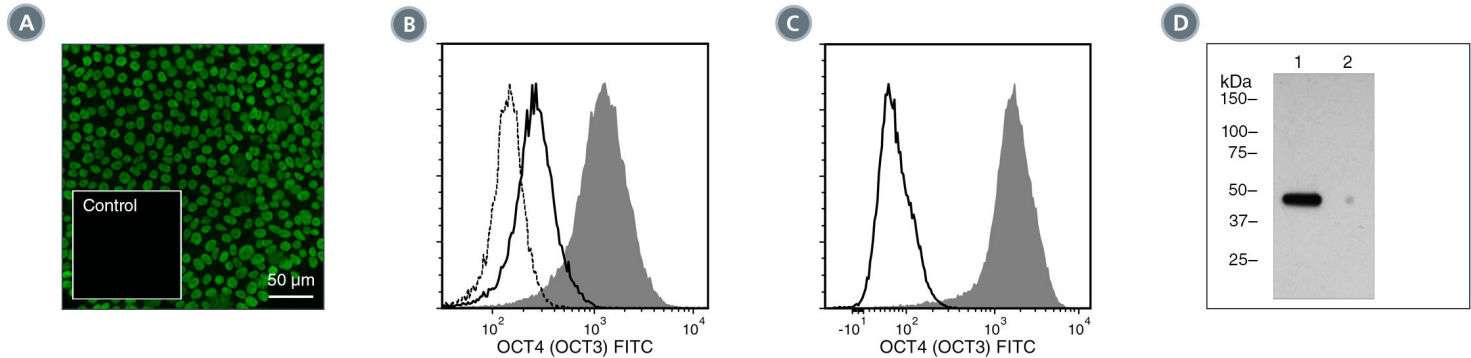 A
Control
50 µm
B
10² 10³ 10⁴
OCT4 (OCT3) FITC
C
-10¹ 10² 10³ 10⁴
OCT4 (OCT3) FITC
D
1 2
kDa
150–
100–
75–
50–
37–
25–